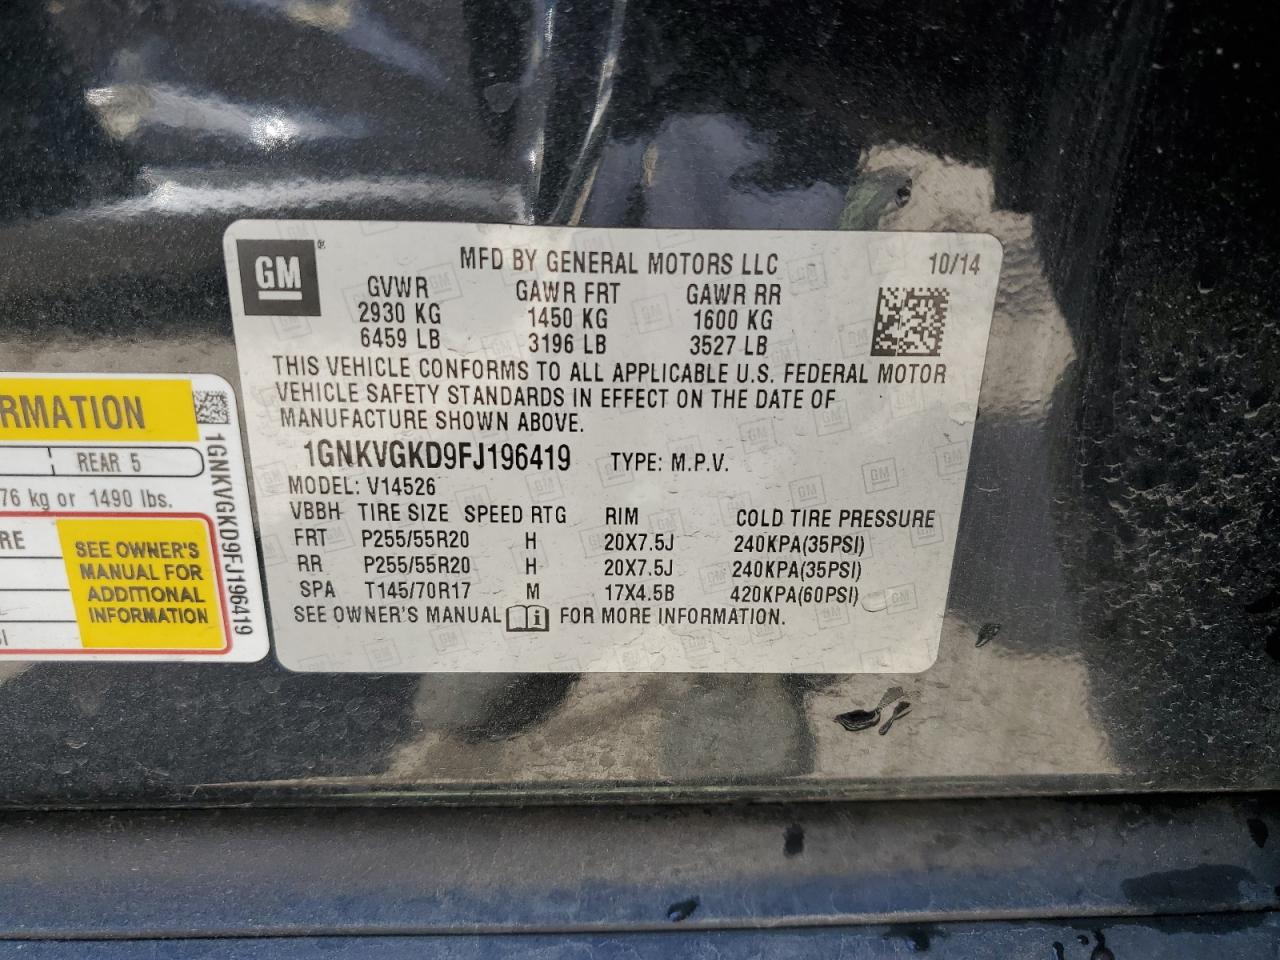 GM ®
MFD BY GENERAL MOTORS LLC 10/14
GVWR GAWR FRT GAWR RR
2930 KG 1450 KG 1600 KG
6459 LB 3196 LB 3527 LB
THIS VEHICLE CONFORMS TO ALL APPLICABLE U.S. FEDERAL MOTOR
VEHICLE SAFETY STANDARDS IN EFFECT ON THE DATE OF
MANUFACTURE SHOWN ABOVE.
1GNKVGKD9FJ196419 TYPE: M.P.V.
MODEL: V14526
VBBH TIRE SIZE SPEED RTG RIM COLD TIRE PRESSURE
FRT P255/55R20 H 20X7.5J 240KPA(35PSI)
RR P255/55R20 H 20X7.5J 240KPA(35PSI)
SPA T145/70R17 M 17X4.5B 420KPA(60PSI)
SEE OWNER'S MANUAL i FOR MORE INFORMATION.
RMATION
REAR 5
76 kg or 1490 lbs.
RE
SEE OWNER'S
MANUAL FOR
ADDITIONAL
INFORMATION
SI
1GNKVGKD9FJ196419